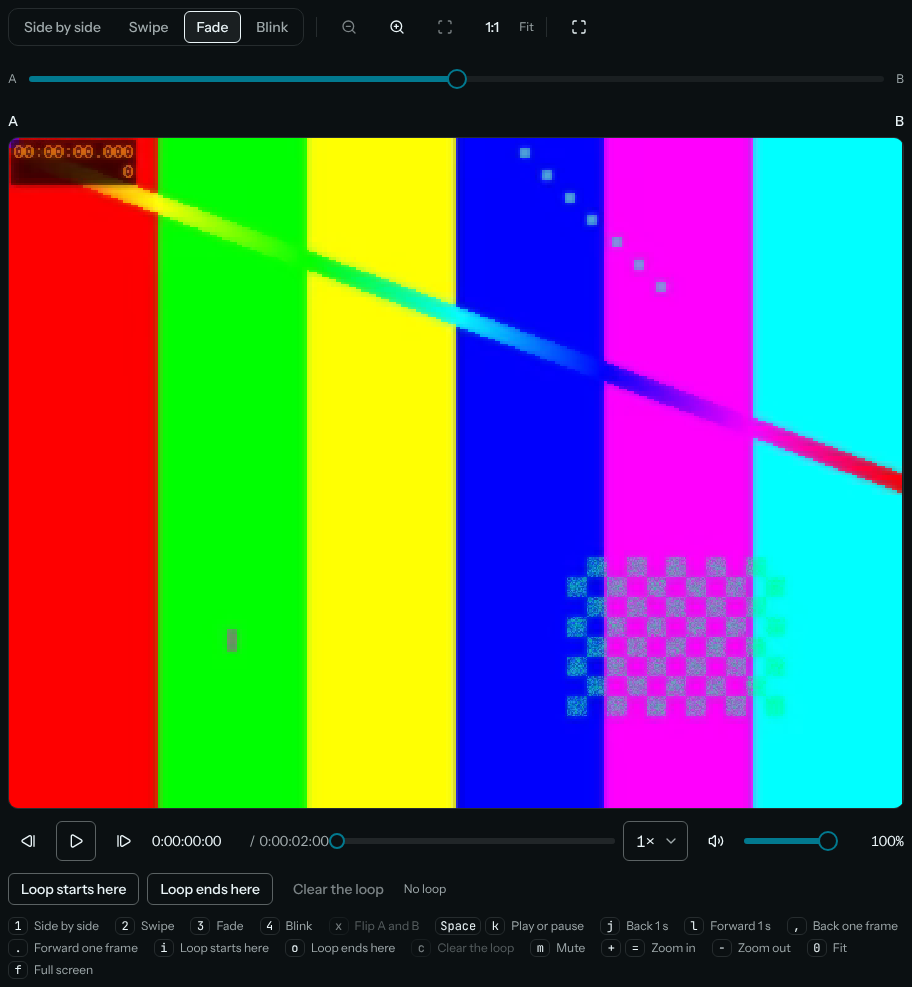 Side by side Swipe Fade Blink 1:1 Fit
A B
A B
00:00:00.000
0
0:00:00:00 / 0:00:02:00 1× 100%
Loop starts here Loop ends here Clear the loop No loop
1 Side by side 2 Swipe 3 Fade 4 Blink x Flip A and B Space k Play or pause j Back 1 s l Forward 1 s , Back one frame
. Forward one frame i Loop starts here o Loop ends here c Clear the loop m Mute + = Zoom in - Zoom out 0 Fit
f Full screen